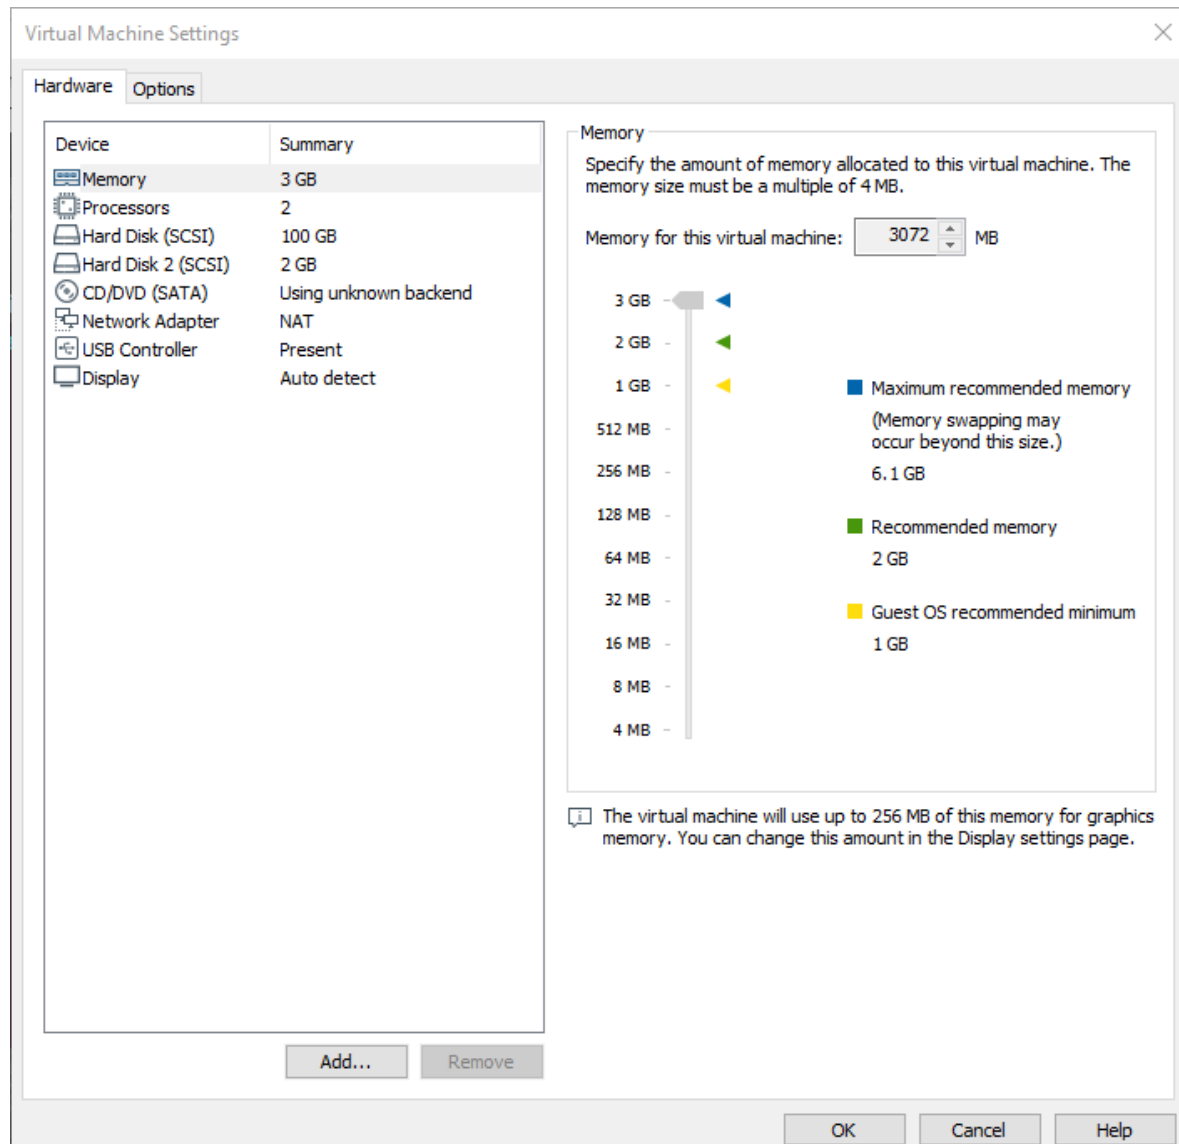 Virtual Machine Settings
Hardware Options
Device Summary
Memory 3 GB
Processors 2
Hard Disk (SCSI) 100 GB
Hard Disk 2 (SCSI) 2 GB
CD/DVD (SATA) Using unknown backend
Network Adapter NAT
USB Controller Present
Display Auto detect
Add... Remove
Memory
Specify the amount of memory allocated to this virtual machine. The
memory size must be a multiple of 4 MB.
Memory for this virtual machine: 3072 MB
3 GB
2 GB
1 GB
512 MB
256 MB
128 MB
64 MB
32 MB
16 MB
8 MB
4 MB
Maximum recommended memory
(Memory swapping may
occur beyond this size.)
6.1 GB
Recommended memory
2 GB
Guest OS recommended minimum
1 GB
The virtual machine will use up to 256 MB of this memory for graphics
memory. You can change this amount in the Display settings page.
OK Cancel Help